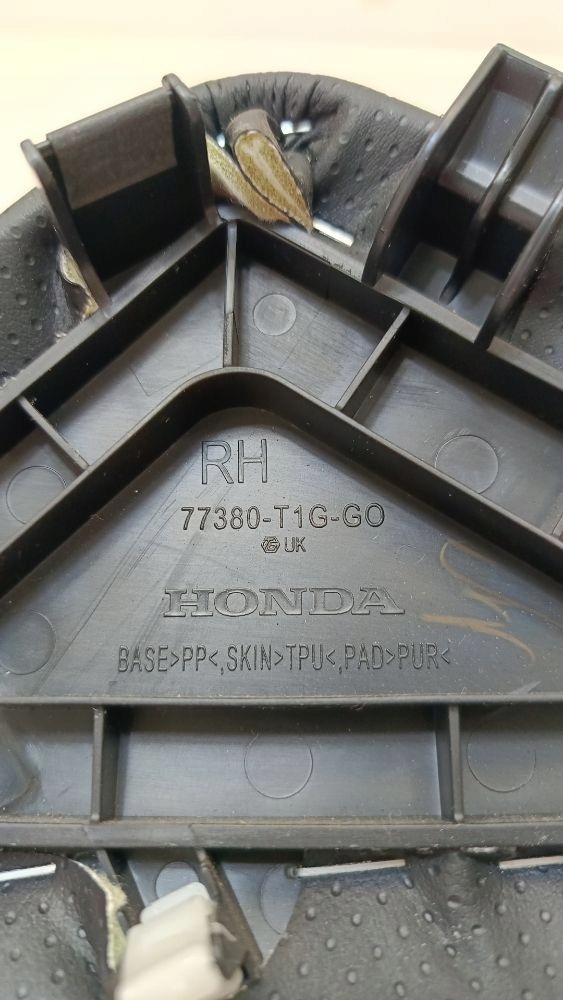 RH
77380-T1G-GO
UK
HONDA
BASE>PP<,SKIN>TPU<,PAD>PUR<